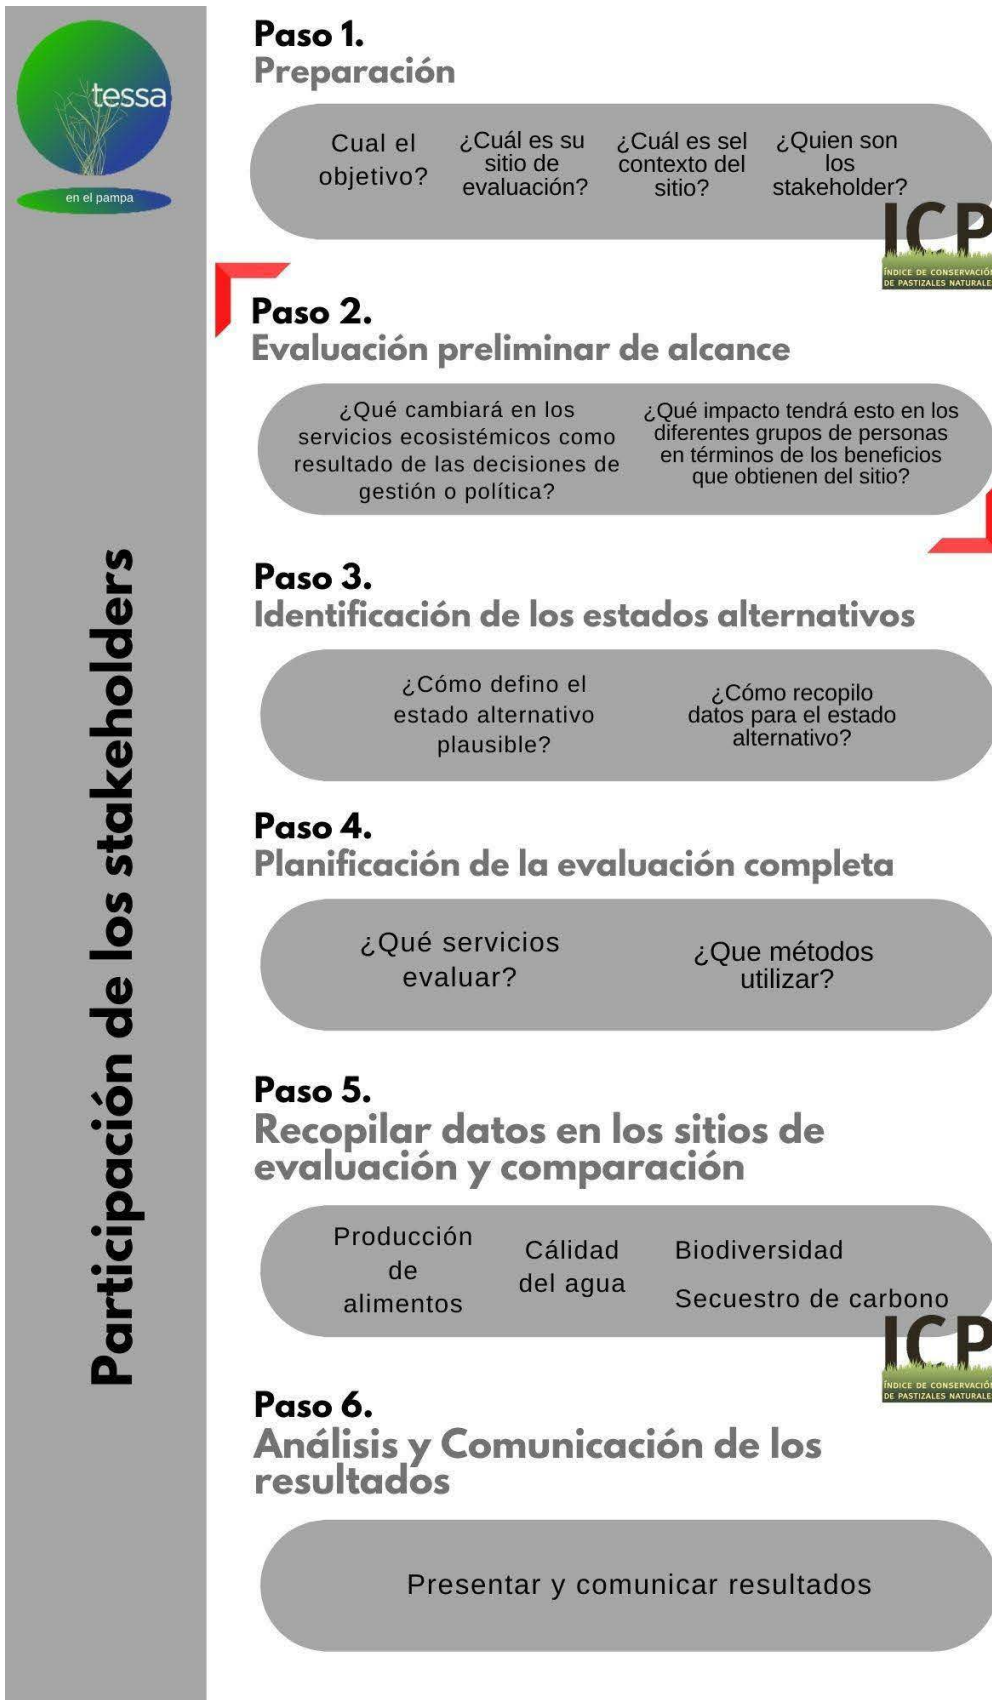 tessa
en el pampa
Participación de los stakeholders
Paso 1.
Preparación
Cual el
objetivo?
¿Cuál es su
sitio de
evaluación?
¿Cuál es sel
contexto del
sitio?
¿Quien son
los
stakeholder?
ICP
ÍNDICE DE CONSERVACIÓN
DE PASTIZALES NATURALE
Paso 2.
Evaluación preliminar de alcance
¿Qué cambiará en los
servicios ecosistémicos como
resultado de las decisiones de
gestión o política?
¿Qué impacto tendrá esto en los
diferentes grupos de personas
en términos de los beneficios
que obtienen del sitio?
Paso 3.
Identificación de los estados alternativos
¿Cómo defino el
estado alternativo
plausible?
¿Cómo recopilo
datos para el estado
alternativo?
Paso 4.
Planificación de la evaluación completa
¿Qué servicios
evaluar?
¿Que métodos
utilizar?
Paso 5.
Recopilar datos en los sitios de
evaluación y comparación
Producción
de
alimentos
Cálidad
del agua
Biodiversidad
Secuestro de carbono
ICP
ÍNDICE DE CONSERVACIÓN
DE PASTIZALES NATURALE
Paso 6.
Análisis y Comunicación de los
resultados
Presentar y comunicar resultados